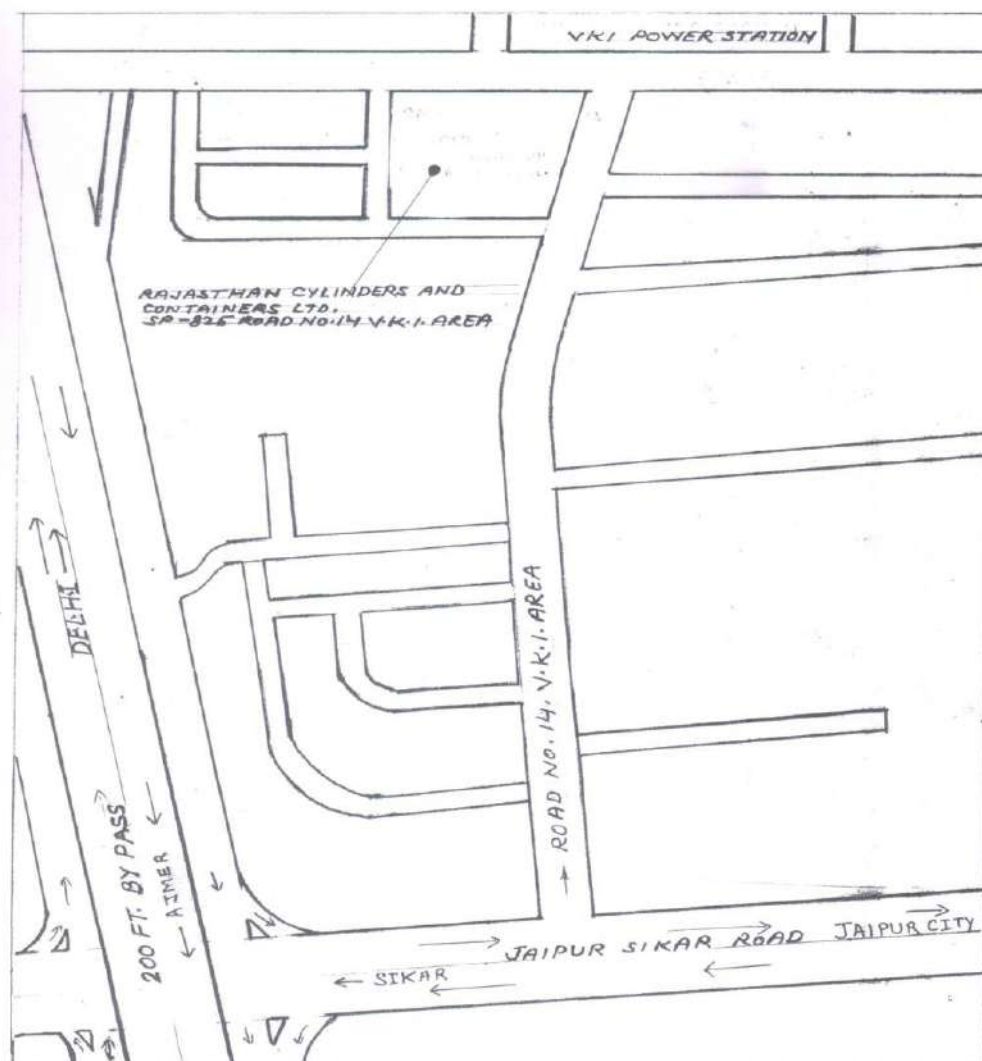 VKI POWER STATION
RAJASTHAN CYLINDERS AND
CONTAINERS LTD.
SP-825 ROAD NO.14 V.K.I. AREA
DELHI
ROAD NO. 14. V.K.I. AREA
200 FT. BY PASS
AJMER
JAIPUR SIKAR ROAD
JAIPUR CITY
SIKAR